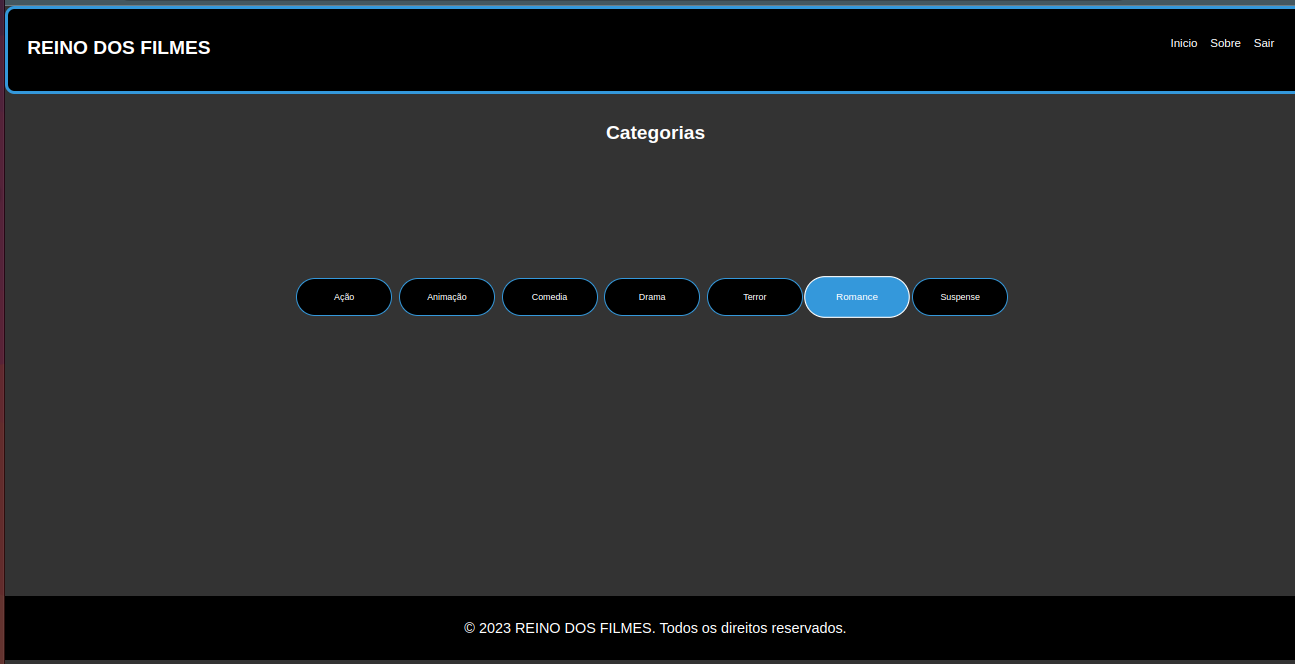 REINO DOS FILMES
Inicio Sobre Sair
Categorias
Ação Animação Comedia Drama Terror Romance Suspense
© 2023 REINO DOS FILMES. Todos os direitos reservados.